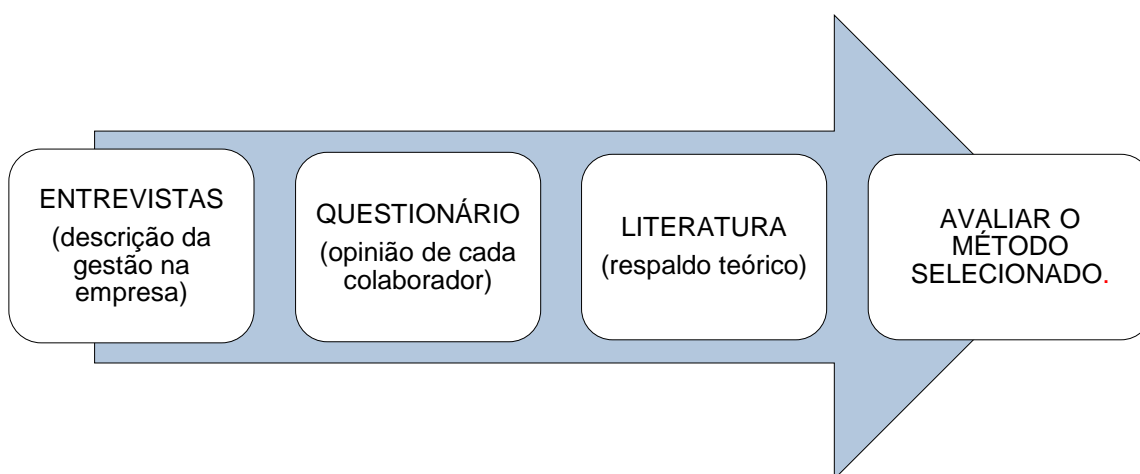 ENTREVISTAS
(descrição da
gestão na
empresa)
QUESTIONÁRIO
(opinião de cada
colaborador)
LITERATURA
(respaldo teórico)
AVALIAR O
MÉTODO
SELECIONADO.